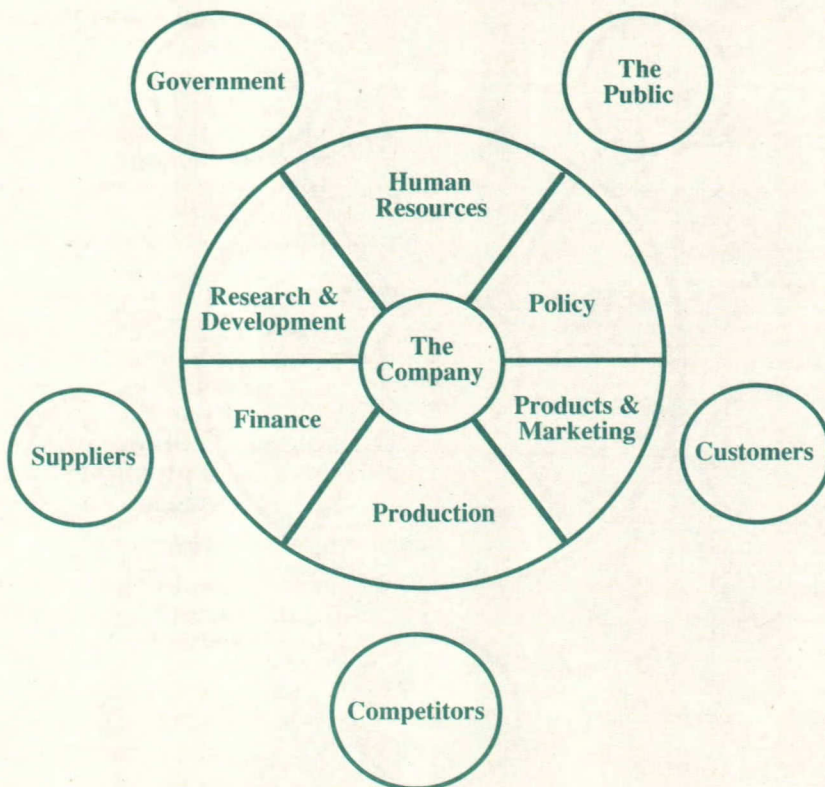 Government
The
Public
Human
Resources
Research &
Development
Policy
The
Company
Finance
Products &
Marketing
Suppliers
Customers
Production
Competitors